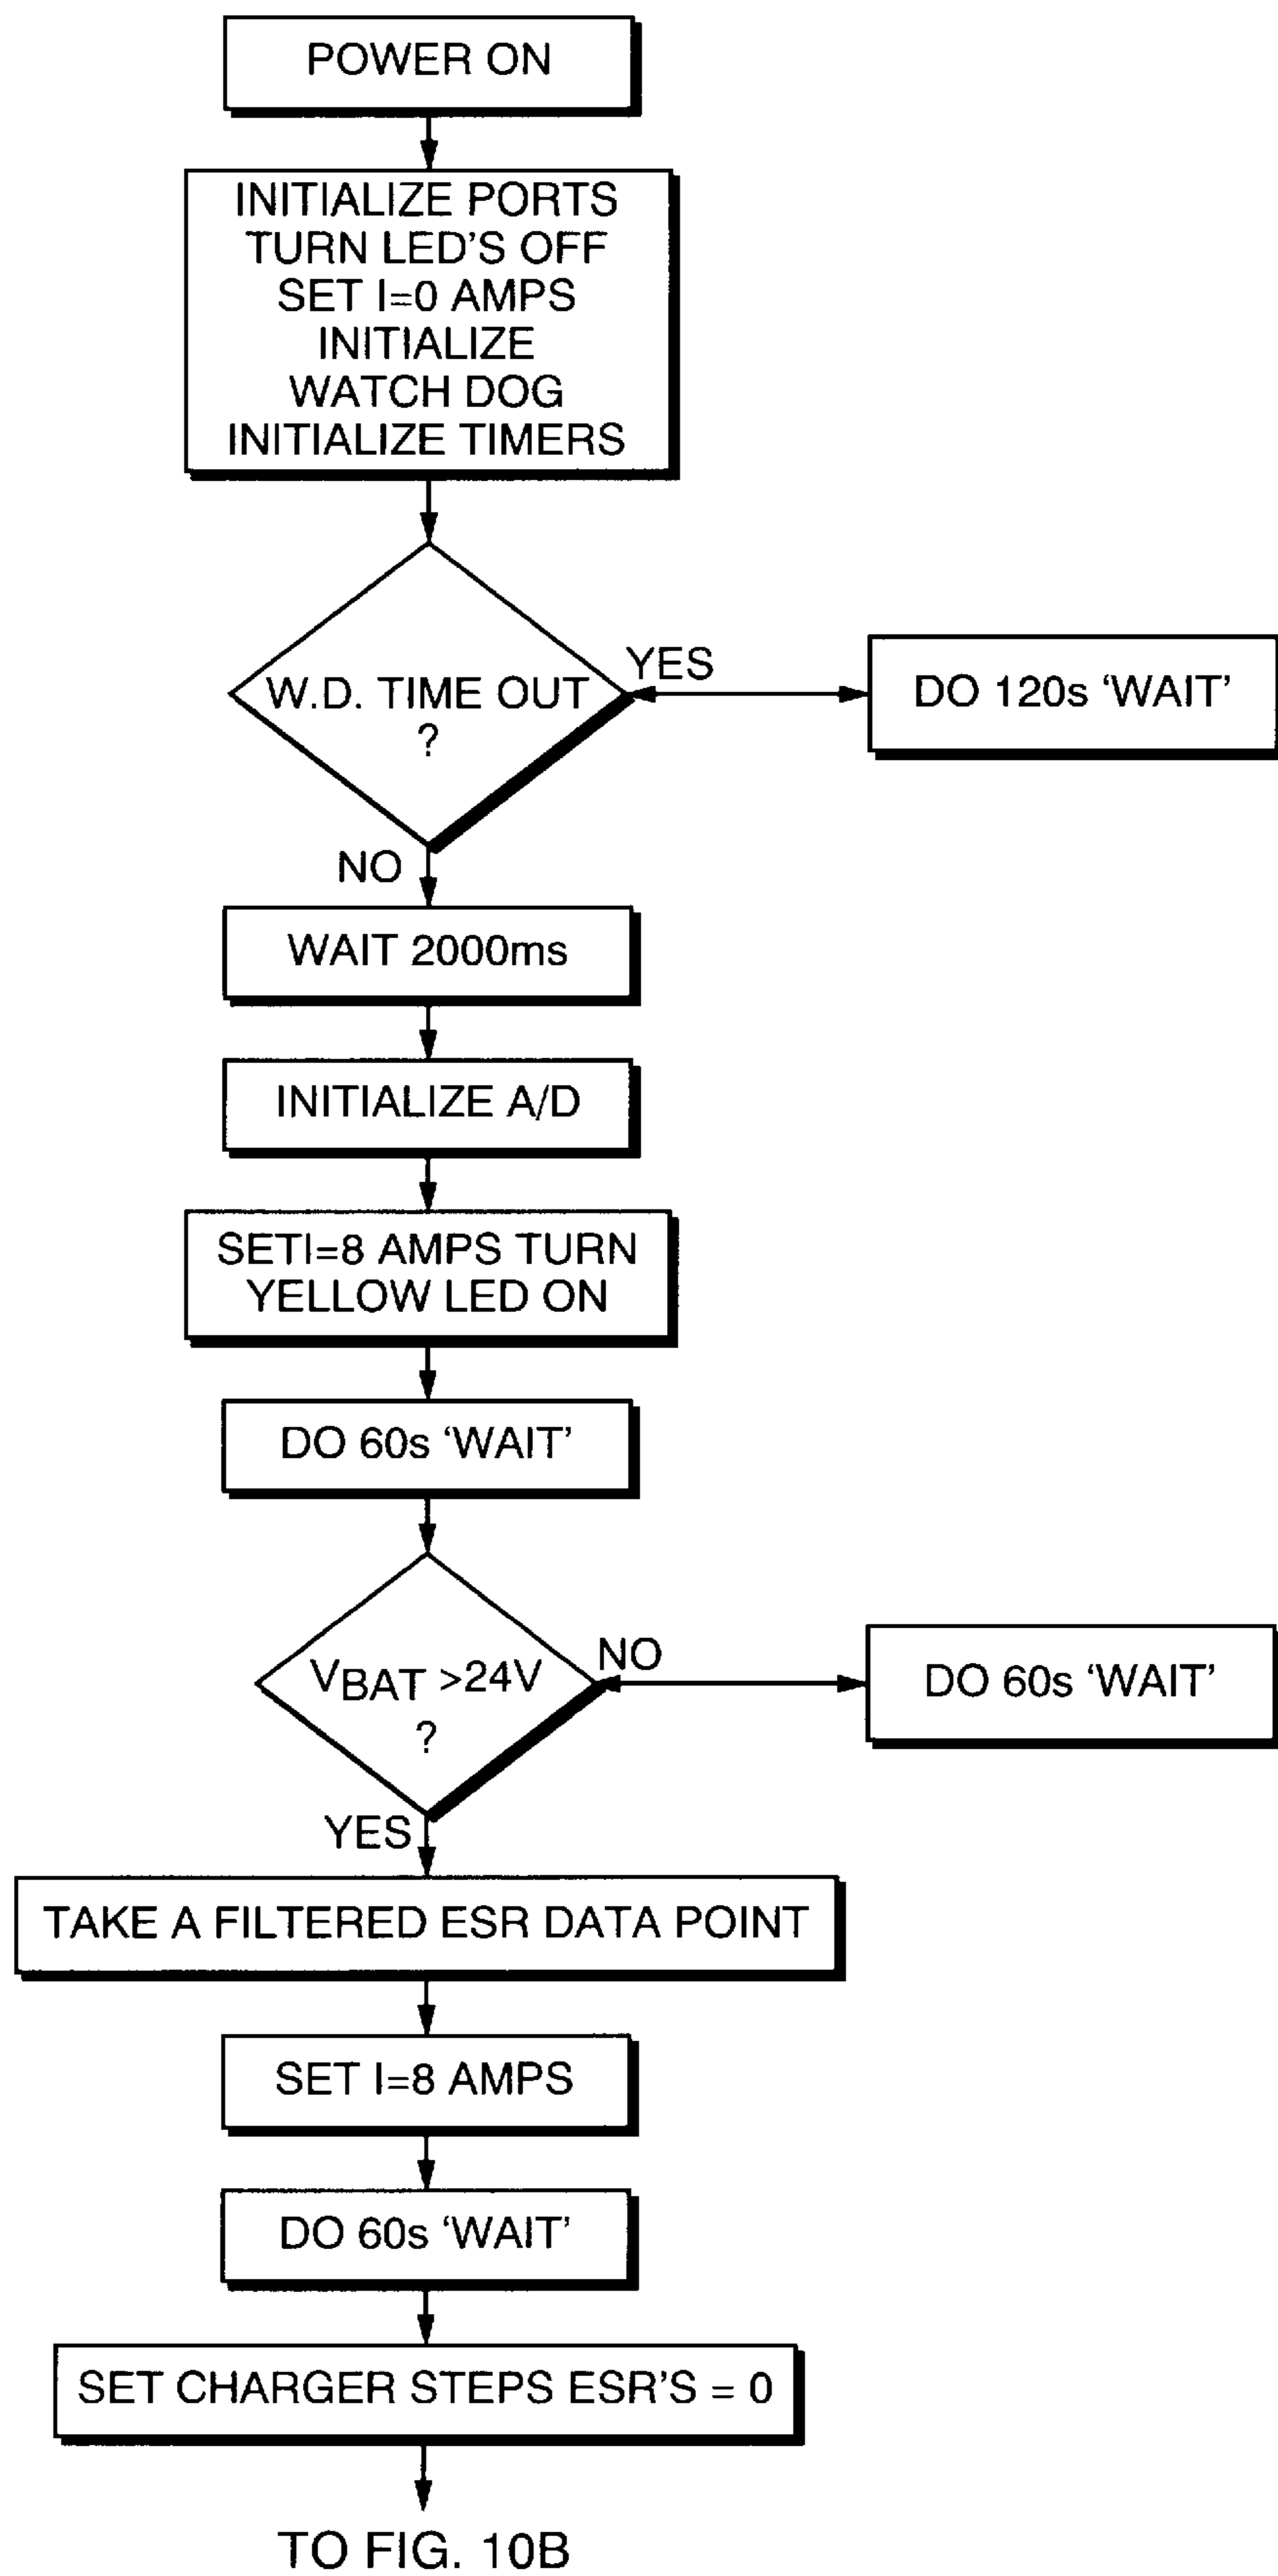 POWER ON
INITIALIZE PORTS
TURN LED'S OFF
SET I=0 AMPS
INITIALIZE
WATCH DOG
INITIALIZE TIMERS
W.D. TIME OUT
?
YES
DO 120s ‘WAIT’
NO
WAIT 2000ms
INITIALIZE A/D
SETI=8 AMPS TURN
YELLOW LED ON
DO 60s ‘WAIT’
VBAT >24V
?
NO
DO 60s ‘WAIT’
YES
TAKE A FILTERED ESR DATA POINT
SET I=8 AMPS
DO 60s ‘WAIT’
SET CHARGER STEPS ESR'S = 0
TO FIG. 10B